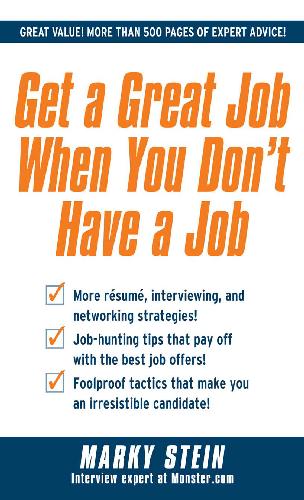 GREAT VALUE! MORE THAN 500 PAGES OF EXPERT ADVICE!
Get a Great Job
When You Don't
Have a Job
More résumé, interviewing, and
networking strategies!
Job-hunting tips that pay off
with the best job offers!
Foolproof tactics that make you
an irresistible candidate!
MARKY STEIN
Interview expert at Monster.com